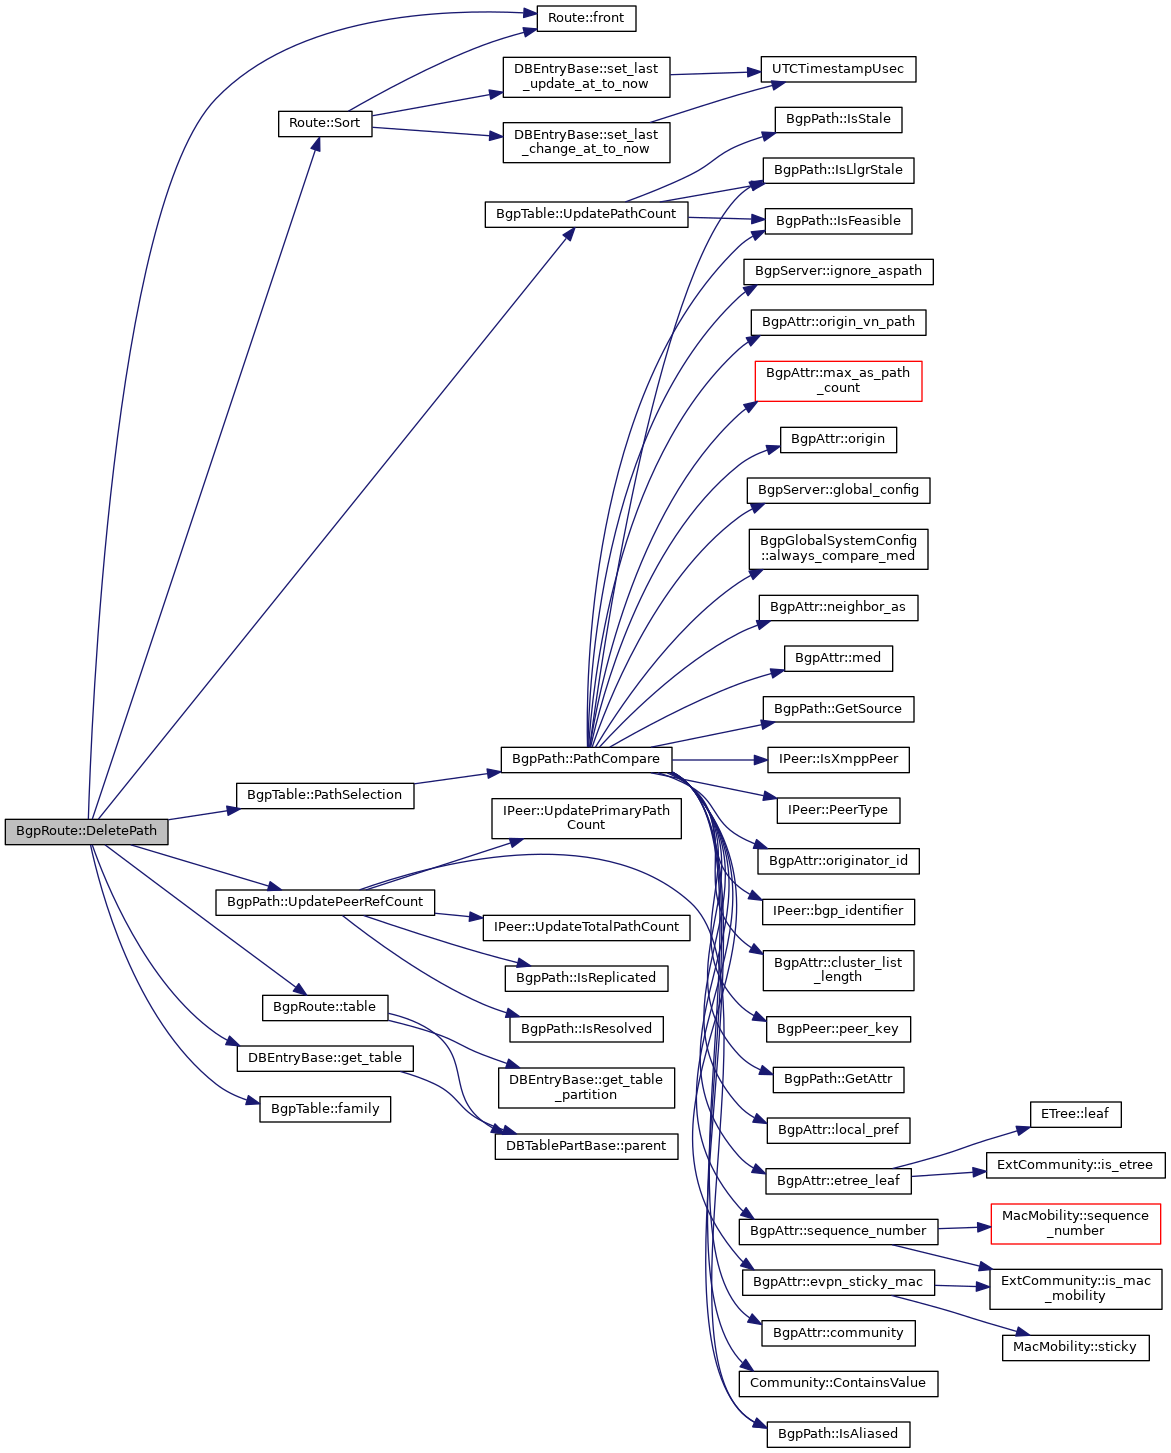 Route::front
DBEntryBase::set_last
_update_at_to_now
UTCTimestampUsec
Route::Sort
DBEntryBase::set_last
_change_at_to_now
BgpPath::IsStale
BgpPath::IsLlgrStale
BgpTable::UpdatePathCount
BgpPath::IsFeasible
BgpServer::ignore_aspath
BgpAttr::origin_vn_path
BgpAttr::max_as_path
_count
BgpAttr::origin
BgpServer::global_config
BgpGlobalSystemConfig
::always_compare_med
BgpAttr::neighbor_as
BgpAttr::med
BgpPath::GetSource
BgpPath::PathCompare
IPeer::IsXmppPeer
BgpTable::PathSelection
IPeer::PeerType
IPeer::UpdatePrimaryPath
Count
BgpRoute::DeletePath
BgpAttr::originator_id
BgpPath::UpdatePeerRefCount
IPeer::bgp_identifier
IPeer::UpdateTotalPathCount
BgpAttr::cluster_list
_length
BgpPath::IsReplicated
BgpRoute::table
BgpPath::IsResolved
BgpPeer::peer_key
DBEntryBase::get_table
DBEntryBase::get_table
_partition
BgpPath::GetAttr
BgpTable::family
ETree::leaf
BgpAttr::local_pref
DBTablePartBase::parent
ExtCommunity::is_etree
BgpAttr::etree_leaf
MacMobility::sequence
_number
BgpAttr::sequence_number
ExtCommunity::is_mac
_mobility
BgpAttr::evpn_sticky_mac
BgpAttr::community
MacMobility::sticky
Community::ContainsValue
BgpPath::IsAliased